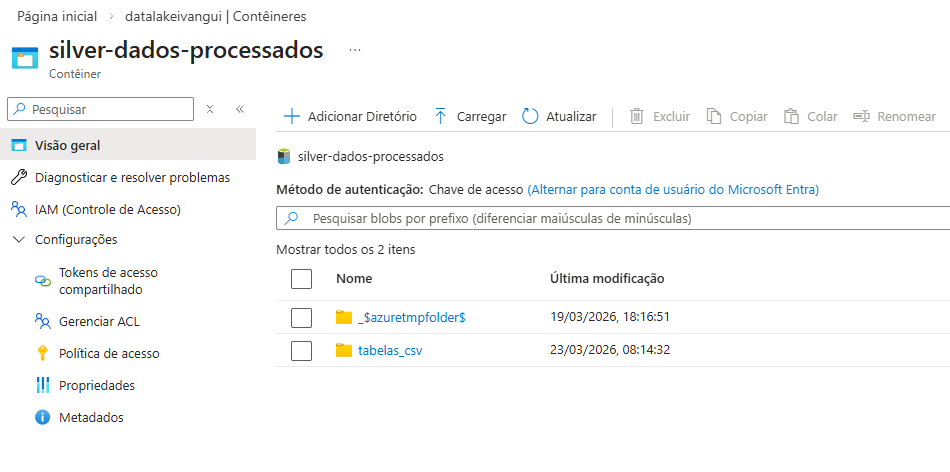 Página inicial > datalakeivangui | Contêineres >
silver-dados-processados ...
Contêiner
Pesquisar
Visão geral
Diagnosticar e resolver problemas
IAM (Controle de Acesso)
Configurações
Tokens de acesso
compartilhado
Gerenciar ACL
Política de acesso
Propriedades
Metadados
Adicionar Diretório Carregar Atualizar Excluir Copiar Colar Renomear
silver-dados-processados
Método de autenticação: Chave de acesso (Alternar para conta de usuário do Microsoft Entra)
Pesquisar blobs por prefixo (diferenciar maiúsculas de minúsculas)
Mostrar todos os 2 itens
Nome Última modificação
_$azuretmpfolder$ 19/03/2026, 18:16:51
tabelas_csv 23/03/2026, 08:14:32